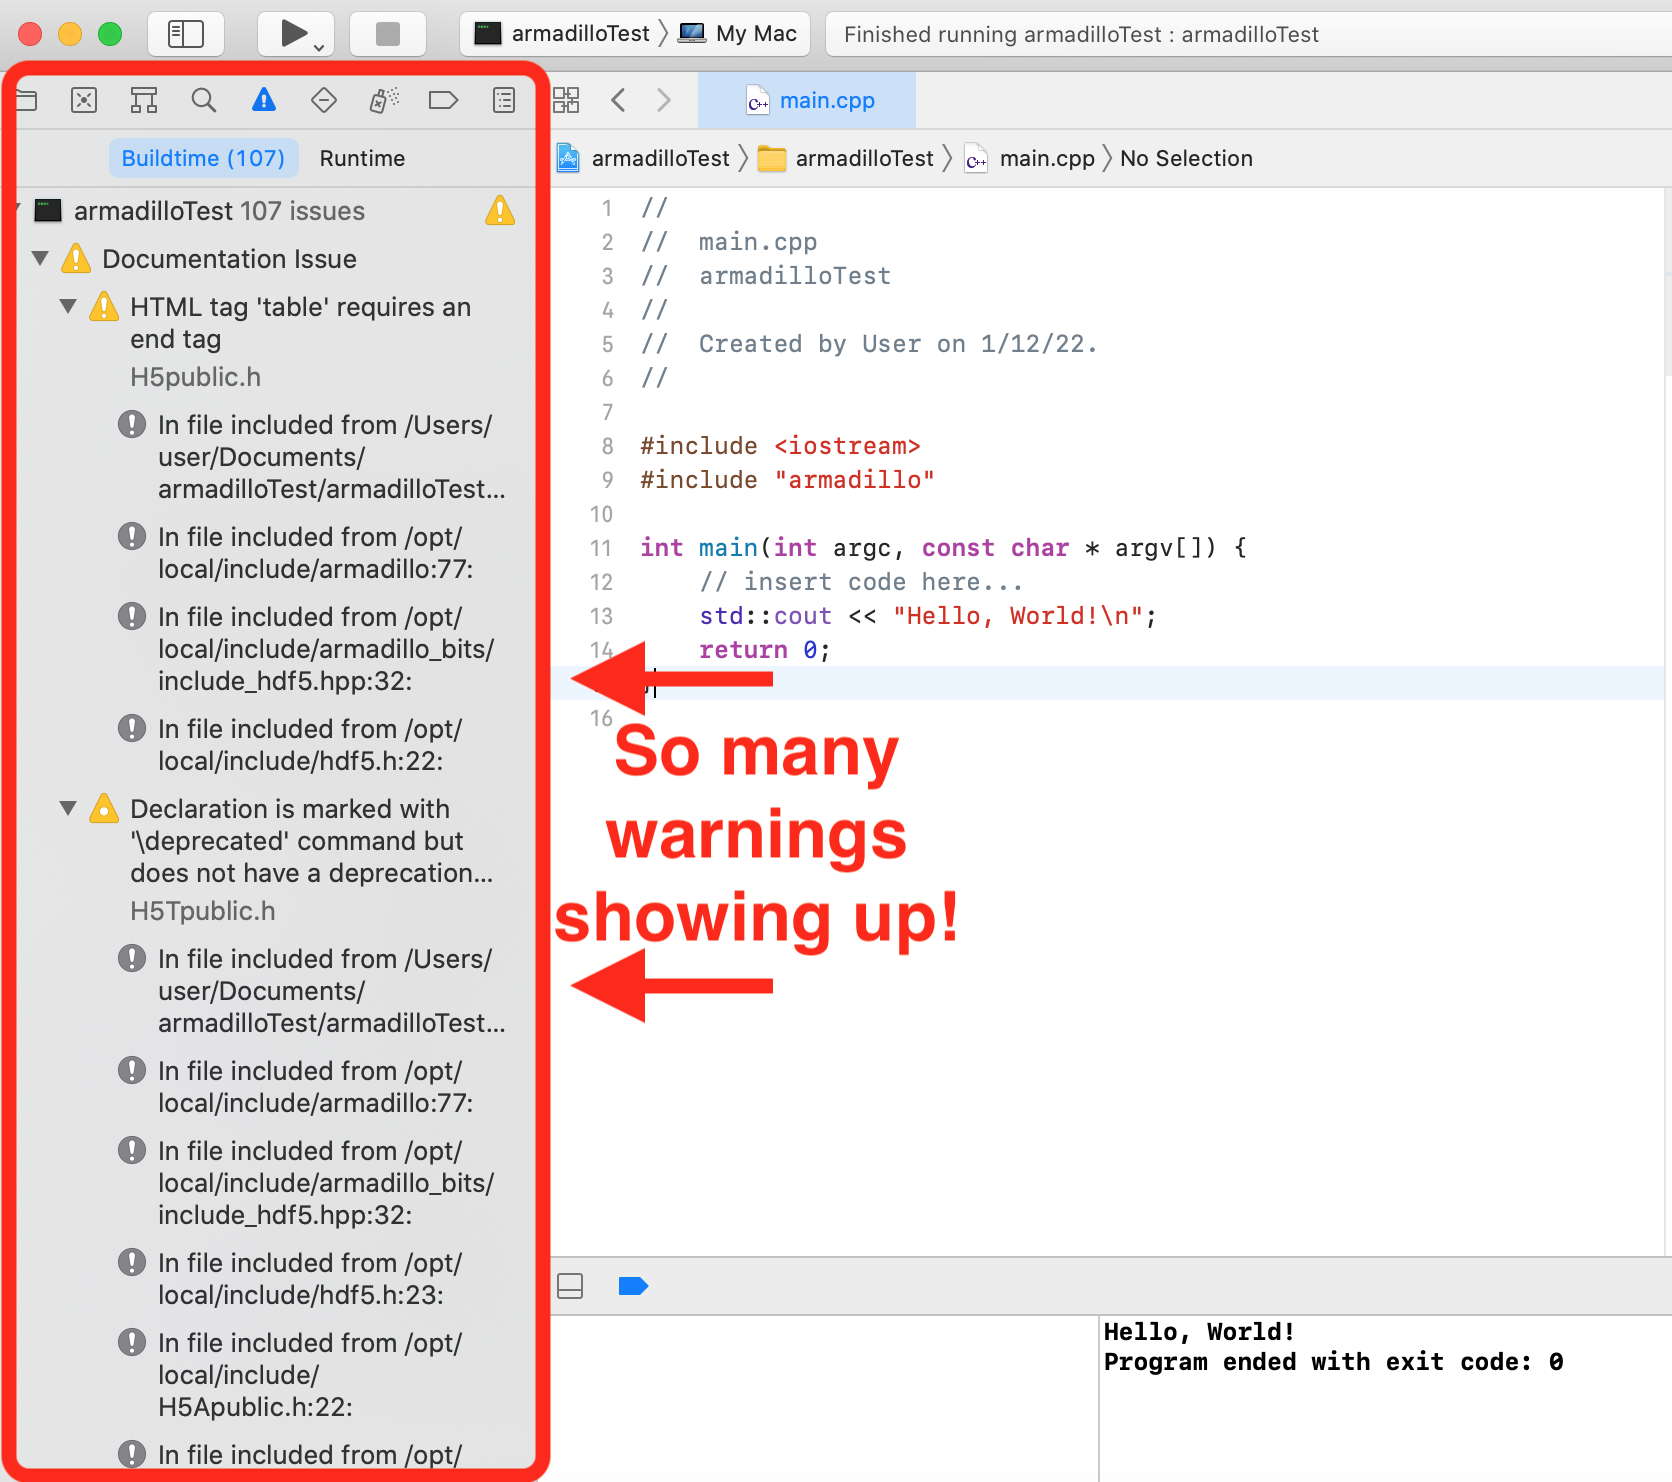 armadilloTest 〉 My Mac
Finished running armadilloTest : armadilloTest
main.cpp
Buildtime (107) Runtime
armadilloTest 〉 armadilloTest 〉 main.cpp 〉 No Selection
armadilloTest 107 issues
Documentation Issue
HTML tag 'table' requires an
end tag
H5public.h
In file included from /Users/
user/Documents/
armadilloTest/armadilloTest...
In file included from /opt/
local/include/armadillo:77:
In file included from /opt/
local/include/armadillo_bits/
include_hdf5.hpp:32:
In file included from /opt/
local/include/hdf5.h:22:
Declaration is marked with
'\deprecated' command but
does not have a deprecation...
H5Tpublic.h
In file included from /Users/
user/Documents/
armadilloTest/armadilloTest...
In file included from /opt/
local/include/armadillo:77:
In file included from /opt/
local/include/armadillo_bits/
include_hdf5.hpp:32:
In file included from /opt/
local/include/hdf5.h:23:
In file included from /opt/
local/include/
H5Apublic.h:22:
In file included from /opt/
1 //
2 //  main.cpp
3 //  armadilloTest
4 //
5 //  Created by User on 1/12/22.
6 //
7
8 #include <iostream>
9 #include "armadillo"
10
11 int main(int argc, const char * argv[]) {
12     // insert code here...
13     std::cout << "Hello, World!\n";
14     return 0;
16
So many
warnings
showing up!
Hello, World!
Program ended with exit code: 0